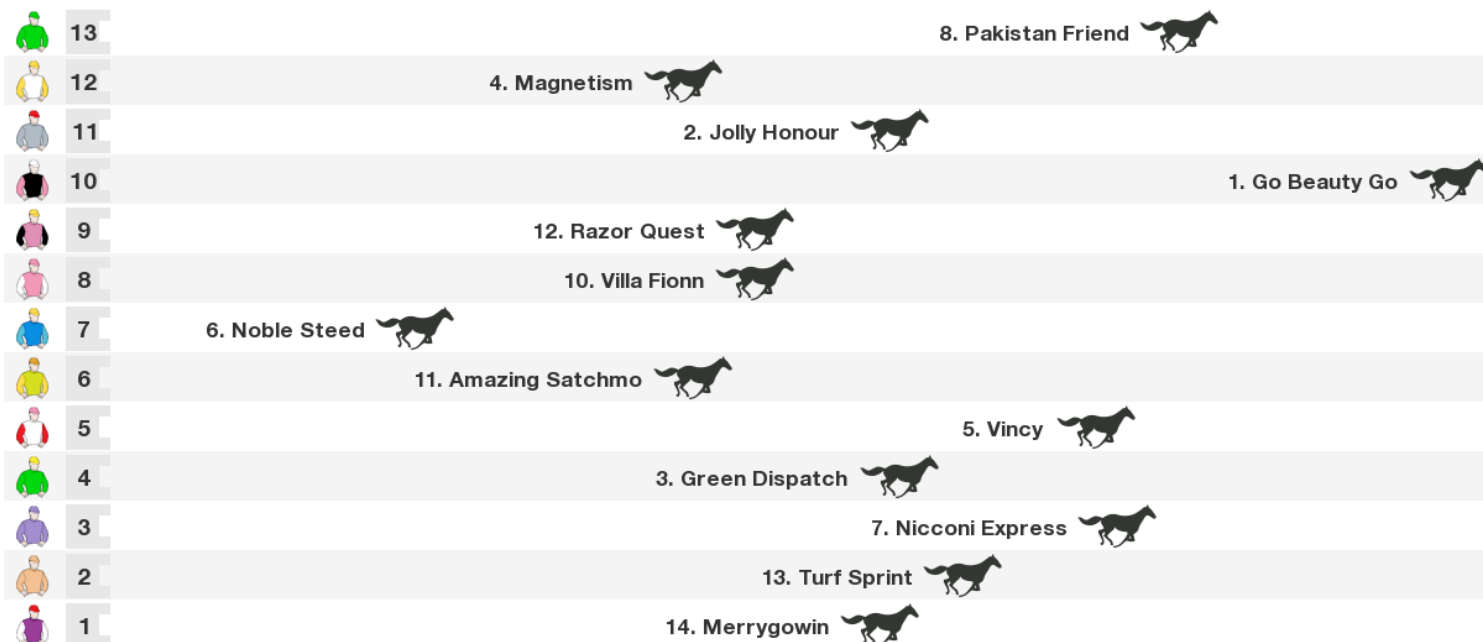 13 8. Pakistan Friend
12 4. Magnetism
11 2. Jolly Honour
10 1. Go Beauty Go
9 12. Razor Quest
8 10. Villa Fionn
7 6. Noble Steed
6 11. Amazing Satchmo
5 5. Vincy
4 3. Green Dispatch
3 7. Nicconi Express
2 13. Turf Sprint
1 14. Merrygowin